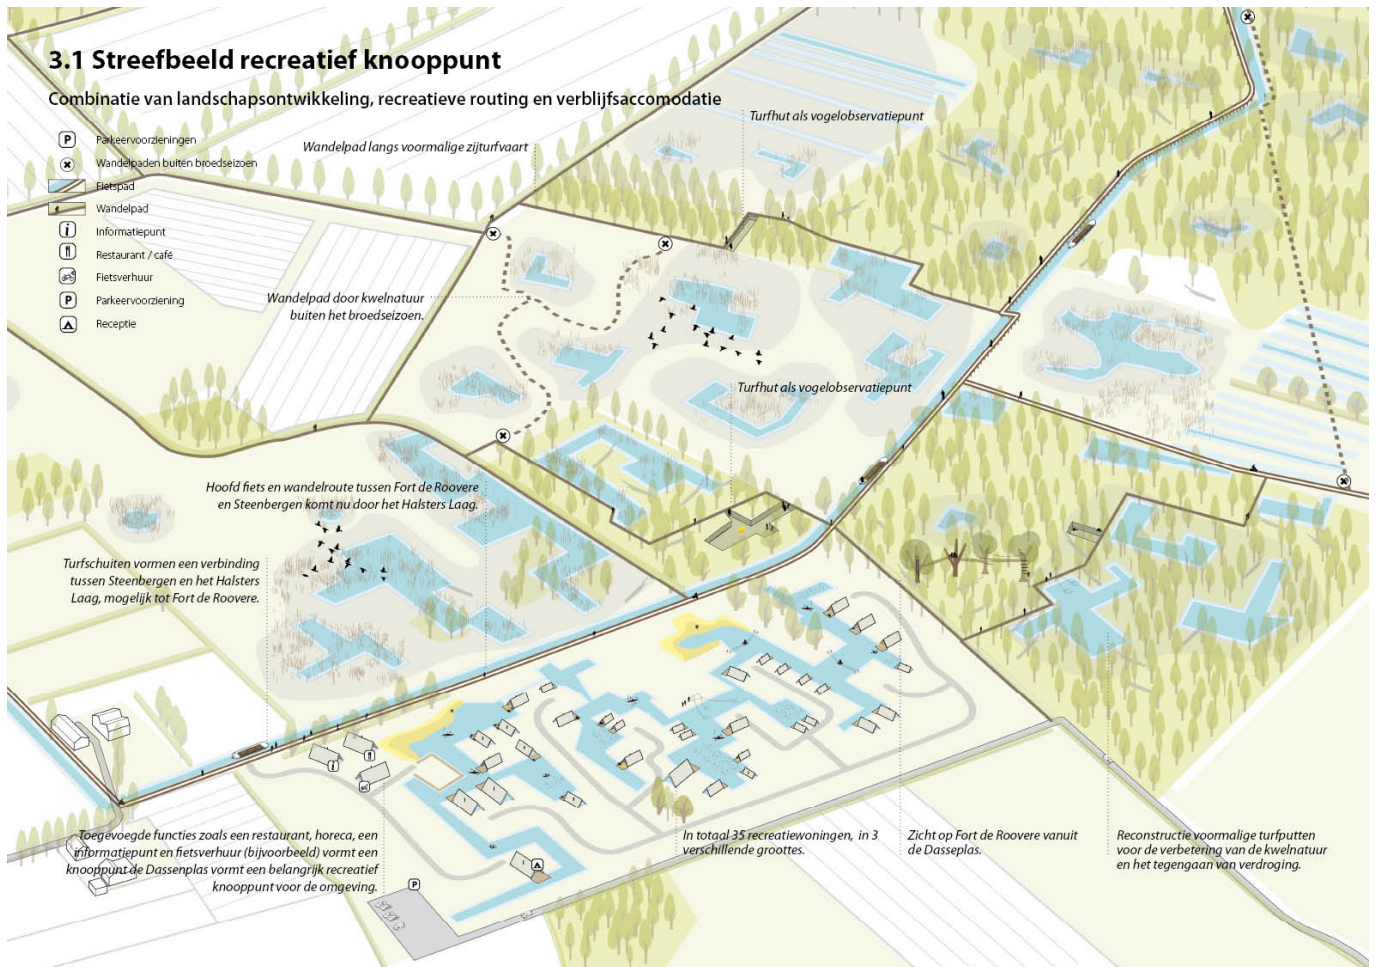 3.1 Streefbeeld recreatief knooppunt
Combinatie van landschapsontwikkeling, recreatieve routing en verblijfsaccomodatie
P Parkeervoorzieningen
Wandelpaden buiten broedseizoen
Fietspad
Wandelpad
i Informatiepunt
Restaurant / café
Fietsverhuur
P Parkeervoorziening
Receptie
Wandelpad langs voormalige zijturfvaart
Turfhut als vogelobservatiepunt
Wandelpad door kwelnatuur
buiten het broedseizoen.
Turfhut als vogelobservatiepunt
Hoofd fiets en wandelroute tussen Fort de Roovere
en Steenbergen komt nu door het Halsters Laag.
Turfschuiten vormen een verbinding
tussen Steenbergen en het Halsters
Laag, mogelijk tot Fort de Roovere.
i
P
Toegevoegde functies zoals een restaurant, horeca, een
informatiepunt en fietsverhuur (bijvoorbeeld) vormt een
knooppunt de Dassenplas vormt een belangrijk recreatief
knooppunt voor de omgeving.
In totaal 35 recreatiewoningen, in 3
verschillende groottes.
Zicht op Fort de Roovere vanuit
de Dasseplas.
Reconstructie voormalige turfputten
voor de verbetering van de kwelnatuur
en het tegengaan van verdroging.